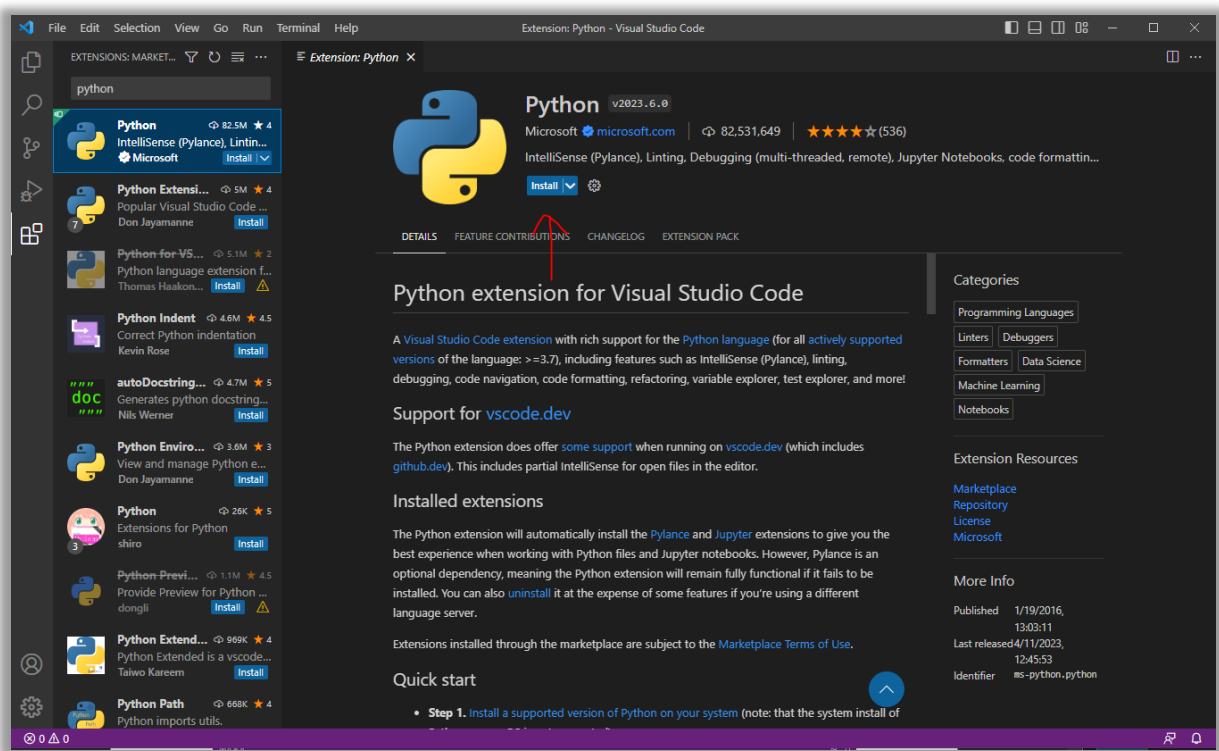 File Edit Selection View Go Run Terminal Help
Extension: Python - Visual Studio Code
EXTENSIONS: MARKET...
python
Python 82.5M ★ 4
IntelliSense (Pylance), Lintin...
Microsoft Install
Python Extensi... 5M ★ 4
Popular Visual Studio Code ...
7
Don Jayamanne Install
Python for VS... 5.1M ★ 2
Python language extension f...
Thomas Haakon... Install
Python Indent 4.6M ★ 4.5
Correct Python indentation
Kevin Rose Install
"""
doc
"""
autoDocstring... 4.7M ★ 5
Generates python docstring...
Nils Werner Install
Python Enviro... 3.6M ★ 3
View and manage Python e...
Don Jayamanne Install
Python 26K ★ 5
Extensions for Python
3
shiro Install
Python Previ... 1.1M ★ 4.5
Provide Preview for Python ...
dongli Install
Python Extend... 969K ★ 4
Python Extended is a vscode...
Taiwo Kareem Install
Python Path 668K ★ 4
Python imports utils.
Extension: Python
Python v2023.6.0
Microsoft microsoft.com | 82,531,649 | ★★★★☆(536)
IntelliSense (Pylance), Linting, Debugging (multi-threaded, remote), Jupyter Notebooks, code formattin...
Install
DETAILS FEATURE CONTRIBUTIONS CHANGELOG EXTENSION PACK
Python extension for Visual Studio Code
A Visual Studio Code extension with rich support for the Python language (for all actively supported
versions of the language: >=3.7), including features such as IntelliSense (Pylance), linting,
debugging, code navigation, code formatting, refactoring, variable explorer, test explorer, and more!
Support for vscode.dev
The Python extension does offer some support when running on vscode.dev (which includes
github.dev). This includes partial IntelliSense for open files in the editor.
Installed extensions
The Python extension will automatically install the Pylance and Jupyter extensions to give you the
best experience when working with Python files and Jupyter notebooks. However, Pylance is an
optional dependency, meaning the Python extension will remain fully functional if it fails to be
installed. You can also uninstall it at the expense of some features if you're using a different
language server.
Extensions installed through the marketplace are subject to the Marketplace Terms of Use.
Quick start
• Step 1. Install a supported version of Python on your system (note: that the system install of
Categories
Programming Languages
Linters Debuggers
Formatters Data Science
Machine Learning
Notebooks
Extension Resources
Marketplace
Repository
License
Microsoft
More Info
Published 1/19/2016,
13:03:11
Last released 4/11/2023,
12:45:53
Identifier ms-python.python
0 0